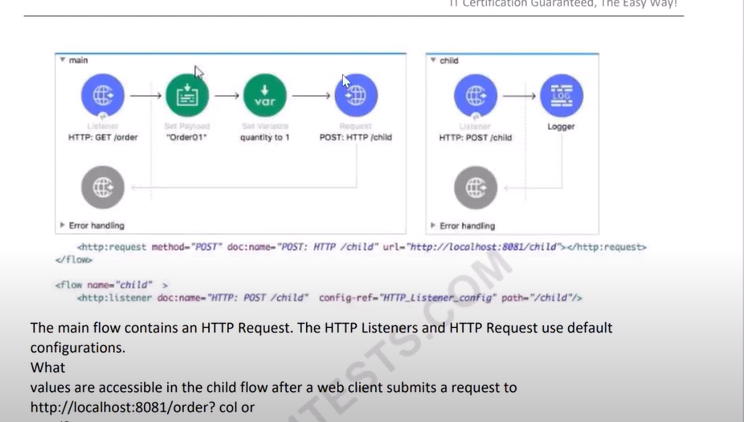 IT Certification Guaranteed, The Easy Way!
main
child
var
LOG
Listener
Set Payload
Set Variable
Request
Listener
Logger
HTTP: GET /order
"Order01"
quantity to 1
POST: HTTP /child
HTTP: POST /child
Error handling
Error handling
<http:request method="POST" doc:name="POST: HTTP /child" url="http://localhost:8081/child"></http:request>
</flow>
<flow name="child" >
<http:listener doc:name="HTTP: POST /child" config-ref="HTTP_Listener_config" path="/child"/>
The main flow contains an HTTP Request. The HTTP Listeners and HTTP Request use default
configurations.
What
values are accessible in the child flow after a web client submits a request to
http://localhost:8081/order? col or